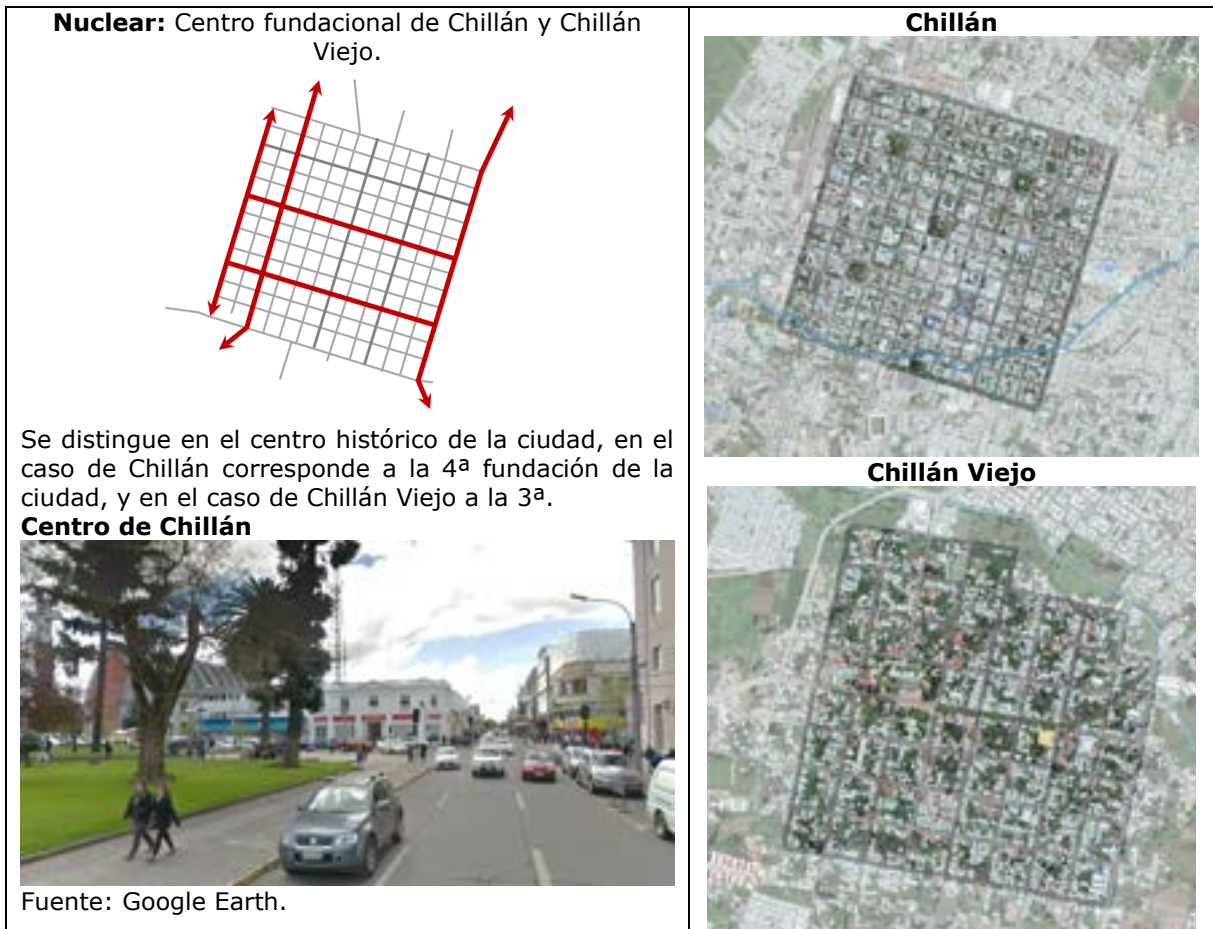 Nuclear: Centro fundacional de Chillán y Chillán
Viejo.
Se distingue en el centro histórico de la ciudad, en el
caso de Chillán corresponde a la 4ª fundación de la
ciudad, y en el caso de Chillán Viejo a la 3ª.
Centro de Chillán
Fuente: Google Earth.
Chillán
Chillán Viejo